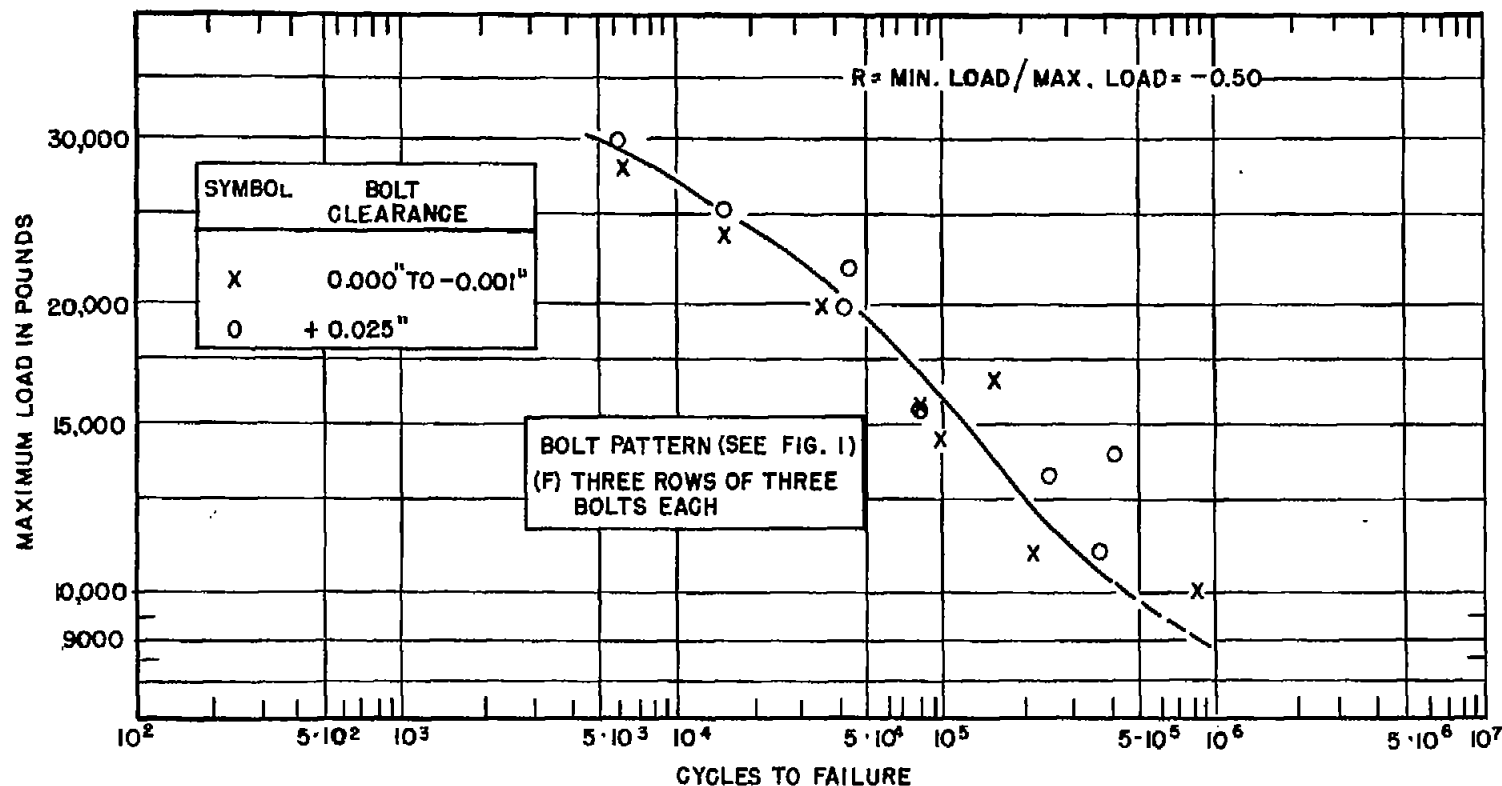 R = MIN. LOAD / MAX. LOAD = -0.50
30,000
20,000
15,000
10,000
9000
MAXIMUM LOAD IN POUNDS
SYMBOL BOLT CLEARANCE
X 0.000" TO -0.001"
O + 0.025"
BOLT PATTERN (SEE FIG. 1)
(F) THREE ROWS OF THREE
BOLTS EACH
10² 5·10² 10³ 5·10³ 10⁴ 5·10⁴ 10⁵ 5·10⁵ 10⁶ 5·10⁶ 10⁷
CYCLES TO FAILURE